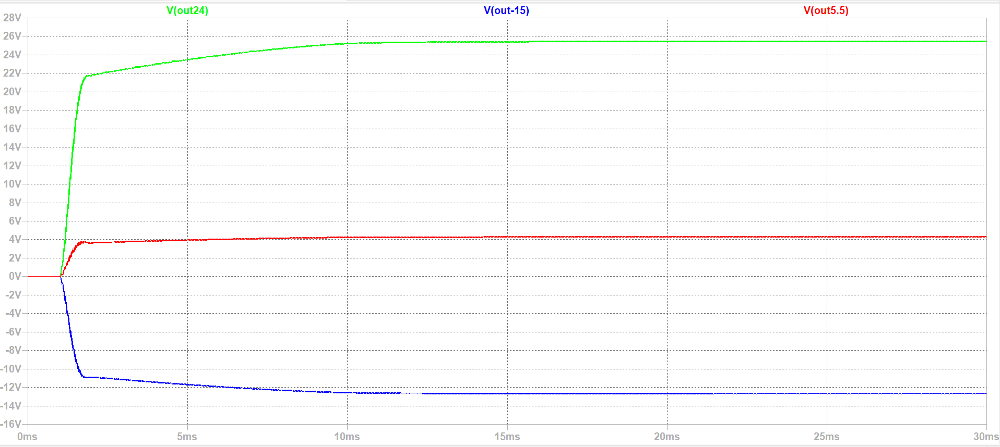 V(out24) V(out-15) V(out5.5)
28V
26V
24V
22V
20V
18V
16V
14V
12V
10V
8V
6V
4V
2V
0V
-2V
-4V
-6V
-8V
-10V
-12V
-14V
-16V
0ms 5ms 10ms 15ms 20ms 25ms 30ms